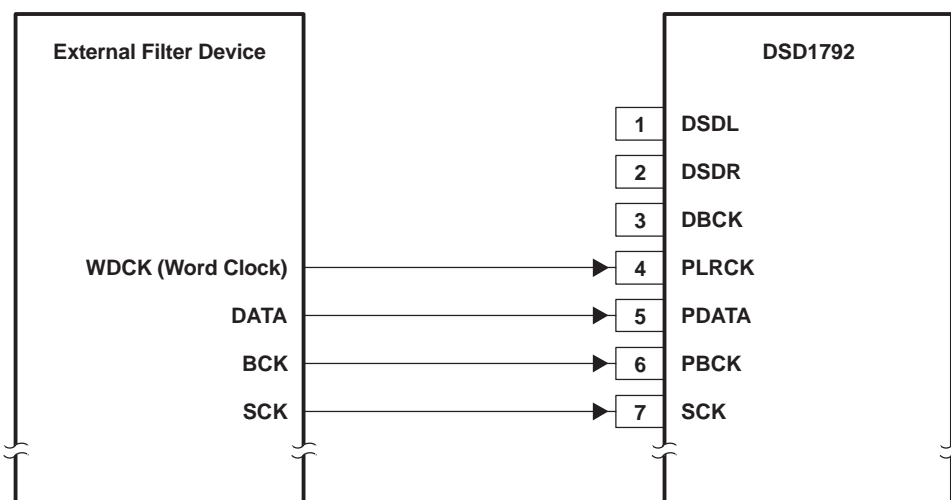 External Filter Device
DSD1792
1 DSDL
2 DSDR
3 DBCK
WDCK (Word Clock) 4 PLRCK
DATA 5 PDATA
BCK 6 PBCK
SCK 7 SCK